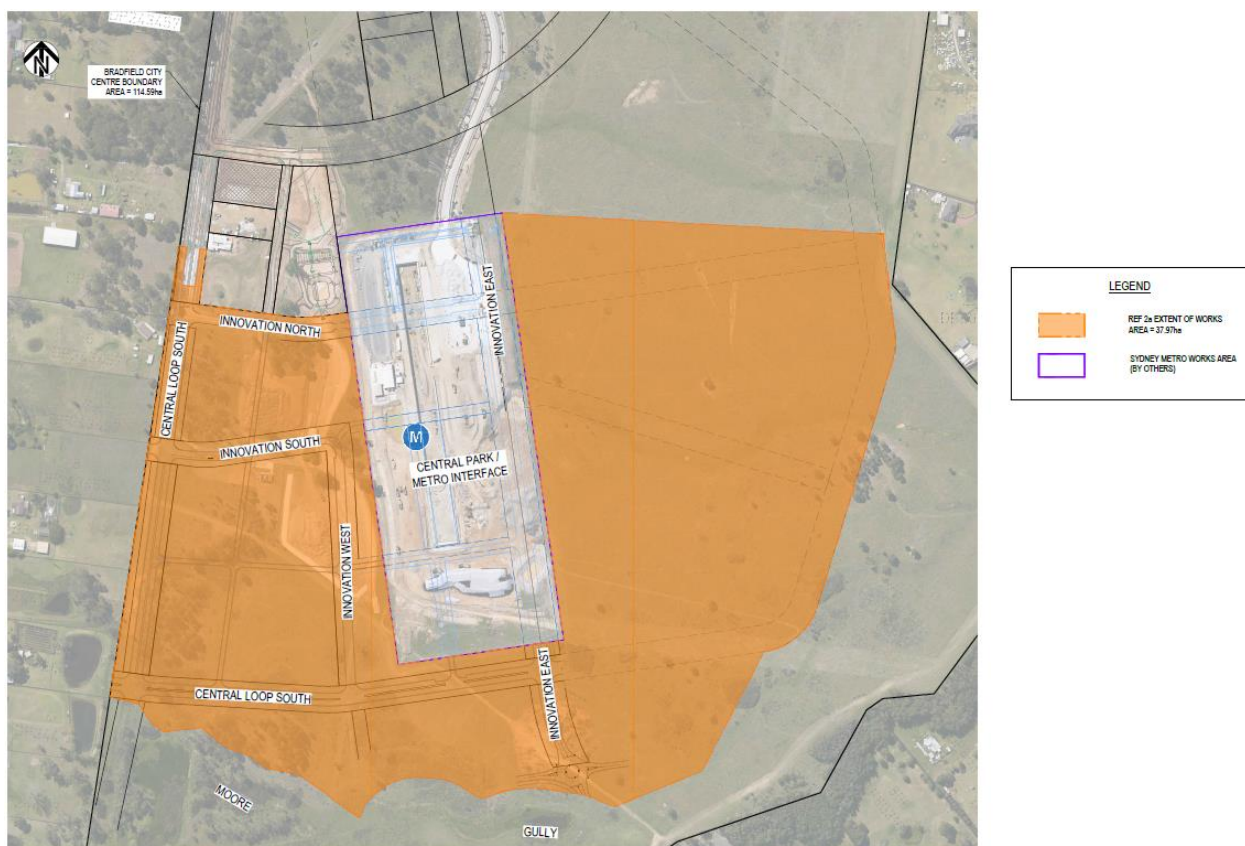 N
BRADFIELD CITY
CENTRE BOUNDARY
AREA = 114.59ha
INNOVATION NORTH
INNOVATION EAST
CENTRAL LOOP SOUTH
INNOVATION SOUTH
M
CENTRAL PARK /
METRO INTERFACE
INNOVATION WEST
CENTRAL LOOP SOUTH
INNOVATION EAST
MOORE
GULLY
LEGEND
REF 2a EXTENT OF WORKS
AREA = 37.97ha
SYDNEY METRO WORKS AREA
(BY OTHERS)